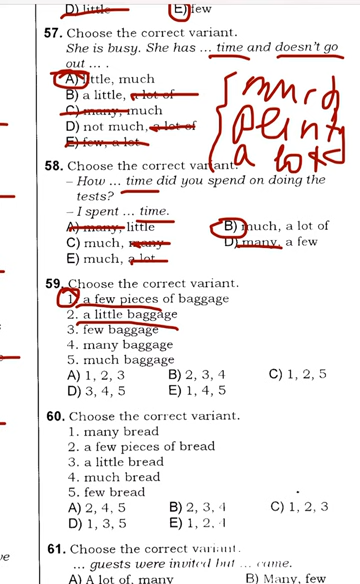 D) little E) few
57. Choose the correct variant.
She is busy. She has ... time and doesn't go
out ... .
A) little, much
B) a little, a lot of
C) many, much
D) not much, a lot of
E) few, a lot
much
plenty
a lot
58. Choose the correct variant.
– How ... time did you spend on doing the
tests?
– I spent ... time.
A) many, little B) much, a lot of
C) much, many D) many, a few
E) much, a lot
59. Choose the correct variant.
1. a few pieces of baggage
2. a little baggage
3. few baggage
4. many baggage
5. much baggage
A) 1, 2, 3 B) 2, 3, 4 C) 1, 2, 5
D) 3, 4, 5 E) 1, 4, 5
60. Choose the correct variant.
1. many bread
2. a few pieces of bread
3. a little bread
4. much bread
5. few bread
A) 2, 4, 5 B) 2, 3, 4 C) 1, 2, 3
D) 1, 3, 5 E) 1, 2, 4
61. Choose the correct variant.
ve ... guests were invited but ... came.
A) A lot of, many B) Many, few